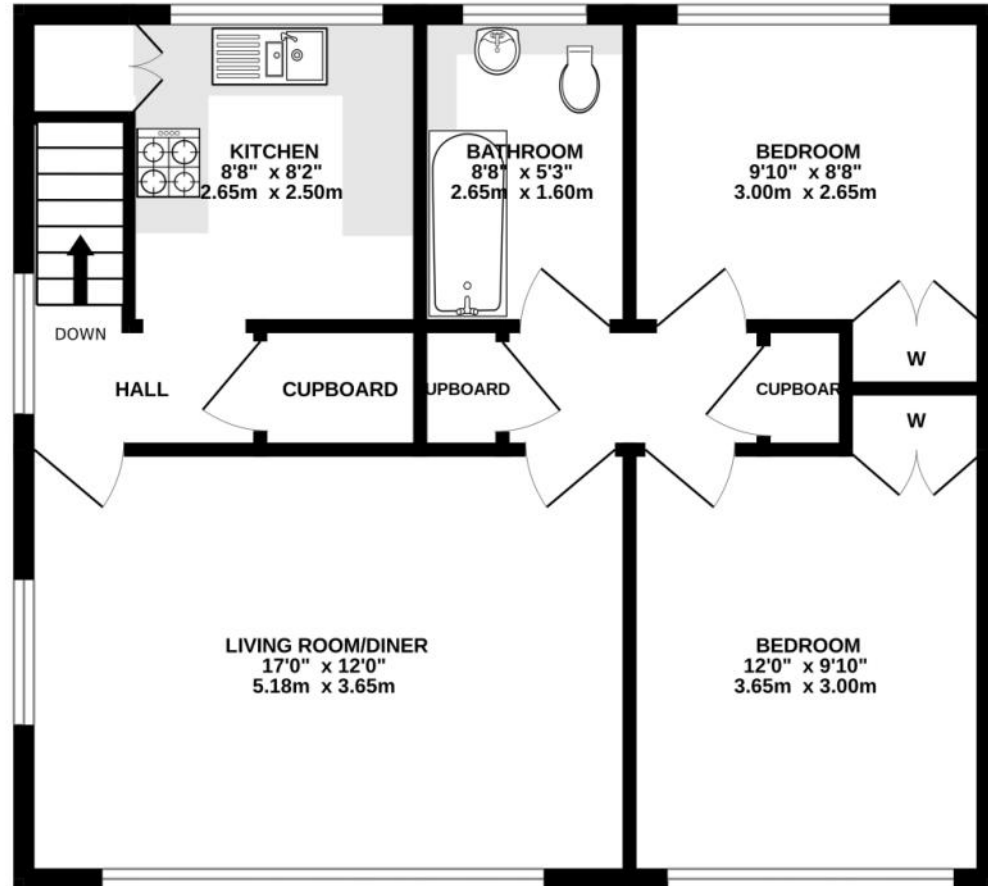 KITCHEN
8'8" x 8'2"
2.65m x 2.50m
BATHROOM
8'8" x 5'3"
2.65m x 1.60m
BEDROOM
9'10" x 8'8"
3.00m x 2.65m
DOWN
HALL
CUPBOARD
UPBOARD
CUPBOAR
W
W
LIVING ROOM/DINER
17'0" x 12'0"
5.18m x 3.65m
BEDROOM
12'0" x 9'10"
3.65m x 3.00m